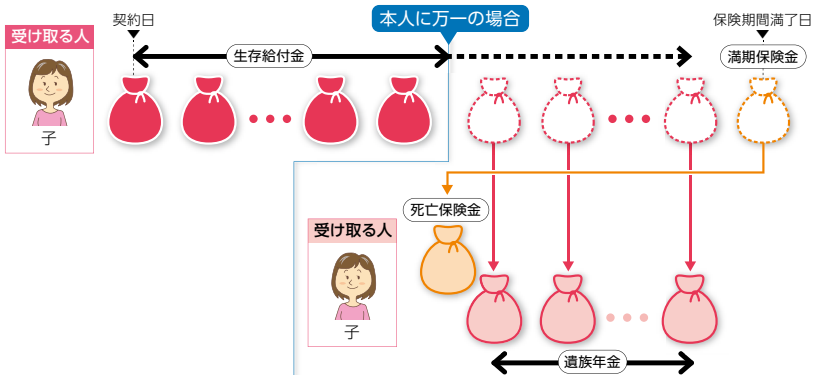 契約日
本人に万一の場合
保険期間満了日
受け取る人
生存給付金
満期保険金
子
死亡保険金
受け取る人
子
遺族年金